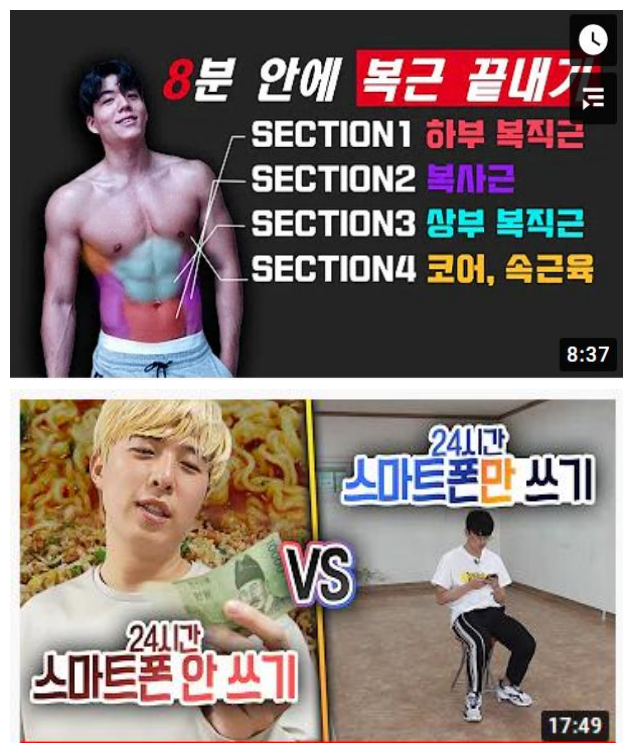 8분 안에 복근 끝내기
SECTION1 하부 복직근
SECTION2 복사근
SECTION3 상부 복직근
SECTION4 코어, 속근육
8:37
24시간
스마트폰만 쓰기
VS
24시간
스마트폰 안 쓰기
17:49